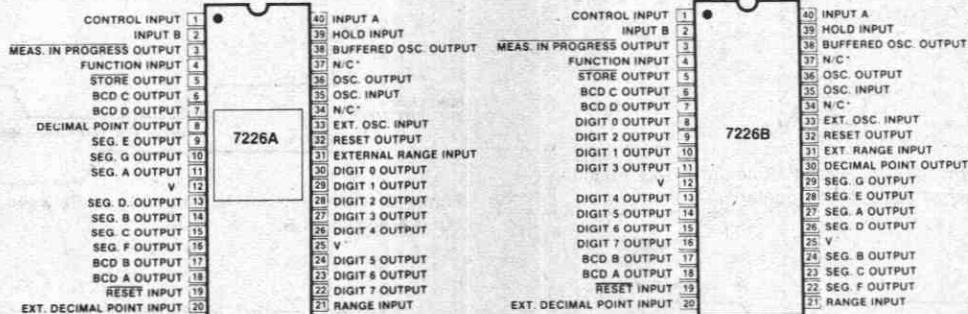 CONTROL INPUT 1
INPUT B 2
MEAS. IN PROGRESS OUTPUT 3
FUNCTION INPUT 4
STORE OUTPUT 5
BCD C OUTPUT 6
BCD D OUTPUT 7
DECIMAL POINT OUTPUT 8
SEG. E OUTPUT 9
SEG. G OUTPUT 10
SEG. A OUTPUT 11
V 12
SEG. D. OUTPUT 13
SEG. B OUTPUT 14
SEG. C OUTPUT 15
SEG. F OUTPUT 16
BCD B OUTPUT 17
BCD A OUTPUT 18
RESET INPUT 19
EXT. DECIMAL POINT INPUT 20
7226A
40 INPUT A
39 HOLD INPUT
38 BUFFERED OSC. OUTPUT
37 N/C*
36 OSC. OUTPUT
35 OSC. INPUT
34 N/C*
33 EXT. OSC. INPUT
32 RESET OUTPUT
31 EXTERNAL RANGE INPUT
30 DIGIT 0 OUTPUT
29 DIGIT 1 OUTPUT
28 DIGIT 2 OUTPUT
27 DIGIT 3 OUTPUT
26 DIGIT 4 OUTPUT
25 V
24 DIGIT 5 OUTPUT
23 DIGIT 6 OUTPUT
22 DIGIT 7 OUTPUT
21 RANGE INPUT
CONTROL INPUT 1
INPUT B 2
MEAS. IN PROGRESS OUTPUT 3
FUNCTION INPUT 4
STORE OUTPUT 5
BCD C OUTPUT 6
BCD D OUTPUT 7
DIGIT 0 OUTPUT 8
DIGIT 2 OUTPUT 9
DIGIT 1 OUTPUT 10
DIGIT 3 OUTPUT 11
V 12
DIGIT 4 OUTPUT 13
DIGIT 5 OUTPUT 14
DIGIT 6 OUTPUT 15
DIGIT 7 OUTPUT 16
BCD B OUTPUT 17
BCD A OUTPUT 18
RESET INPUT 19
EXT. DECIMAL POINT INPUT 20
7226B
40 INPUT A
39 HOLD INPUT
38 BUFFERED OSC. OUTPUT
37 N/C*
36 OSC. OUTPUT
35 OSC. INPUT
34 N/C*
33 EXT. OSC. INPUT
32 RESET OUTPUT
31 EXT. RANGE INPUT
30 DECIMAL POINT OUTPUT
29 SEG. G OUTPUT
28 SEG. E OUTPUT
27 SEG. A OUTPUT
26 SEG. D OUTPUT
25 V
24 SEG. B OUTPUT
23 SEG. C OUTPUT
22 SEG. F OUTPUT
21 RANGE INPUT